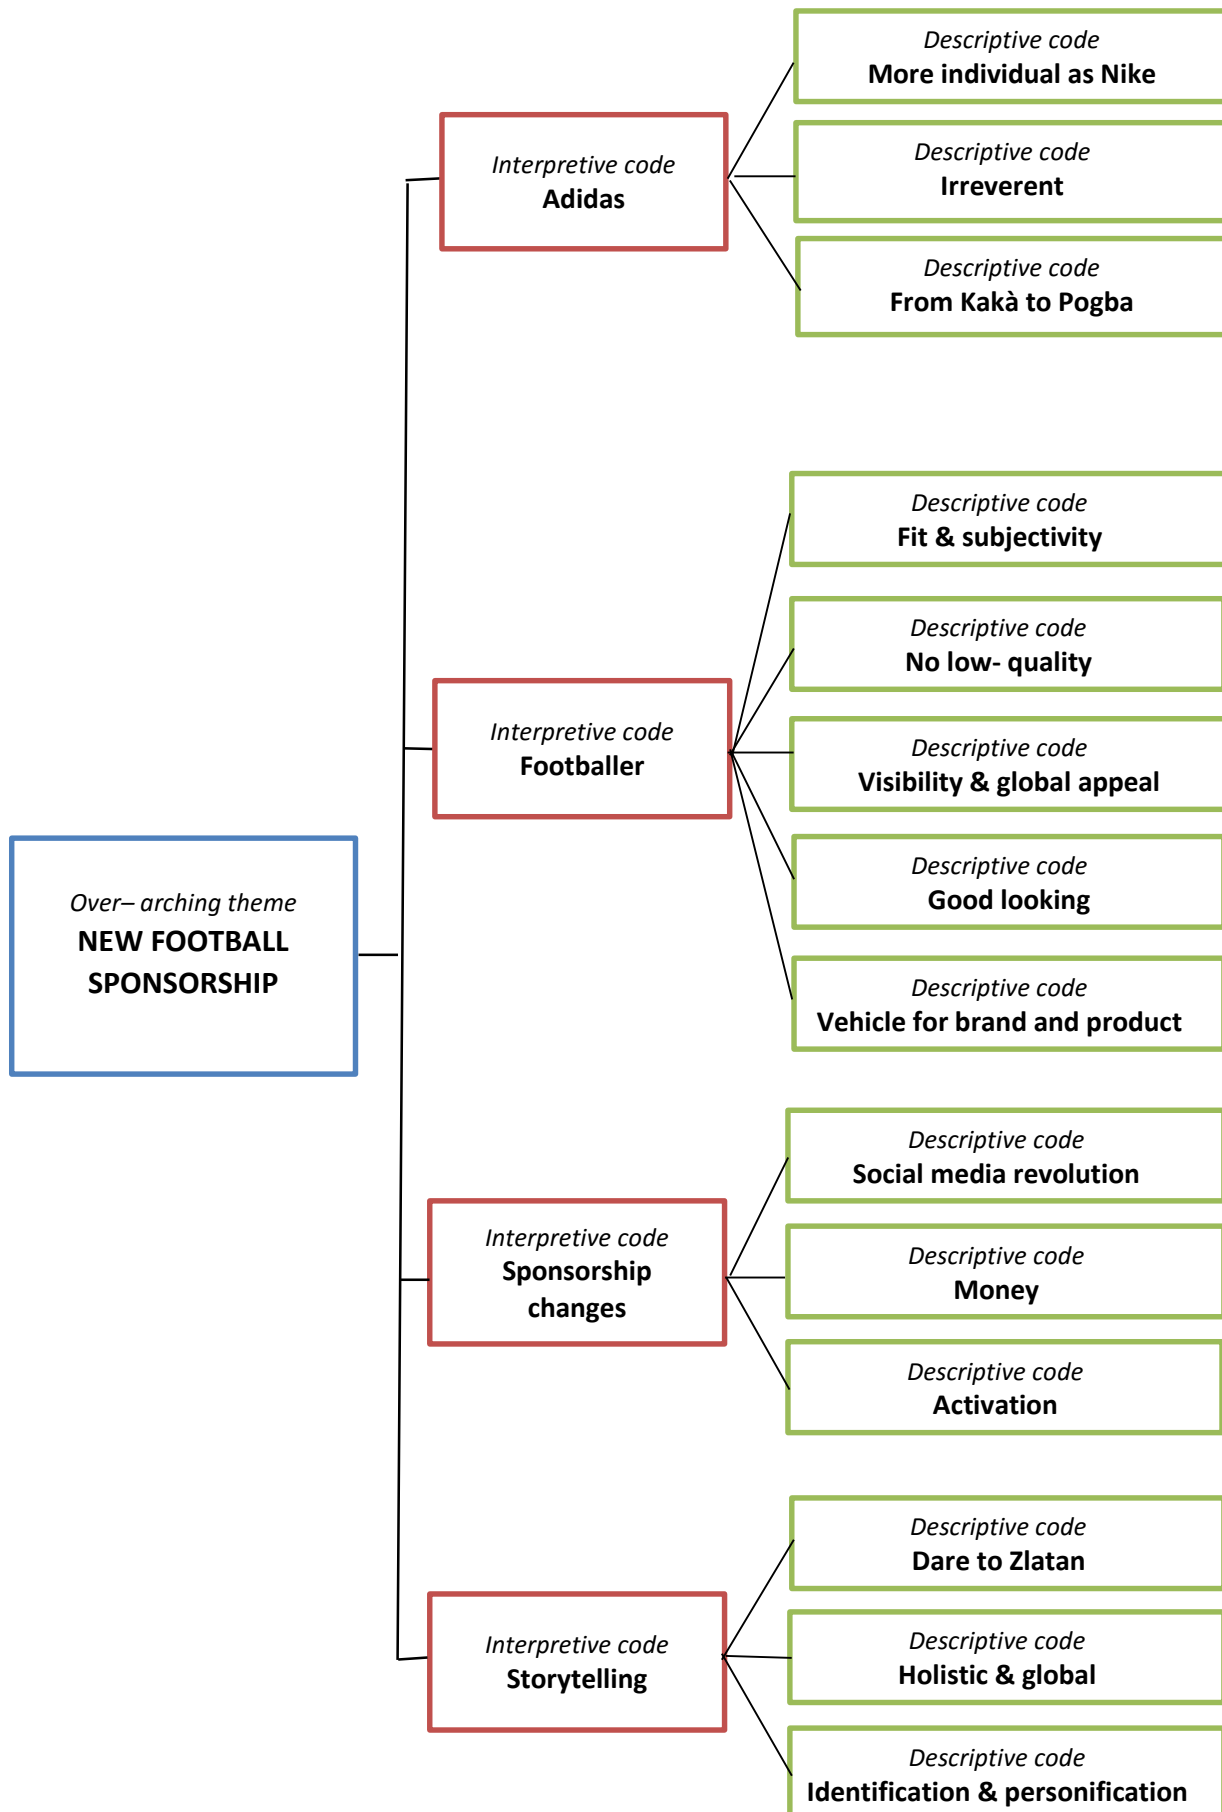 Over– arching theme
NEW FOOTBALL
SPONSORSHIP
Interpretive code
Adidas
Descriptive code
More individual as Nike
Descriptive code
Irreverent
Descriptive code
From Kakà to Pogba
Interpretive code
Footballer
Descriptive code
Fit & subjectivity
Descriptive code
No low- quality
Descriptive code
Visibility & global appeal
Descriptive code
Good looking
Descriptive code
Vehicle for brand and product
Interpretive code
Sponsorship
changes
Descriptive code
Social media revolution
Descriptive code
Money
Descriptive code
Activation
Interpretive code
Storytelling
Descriptive code
Dare to Zlatan
Descriptive code
Holistic & global
Descriptive code
Identification & personification